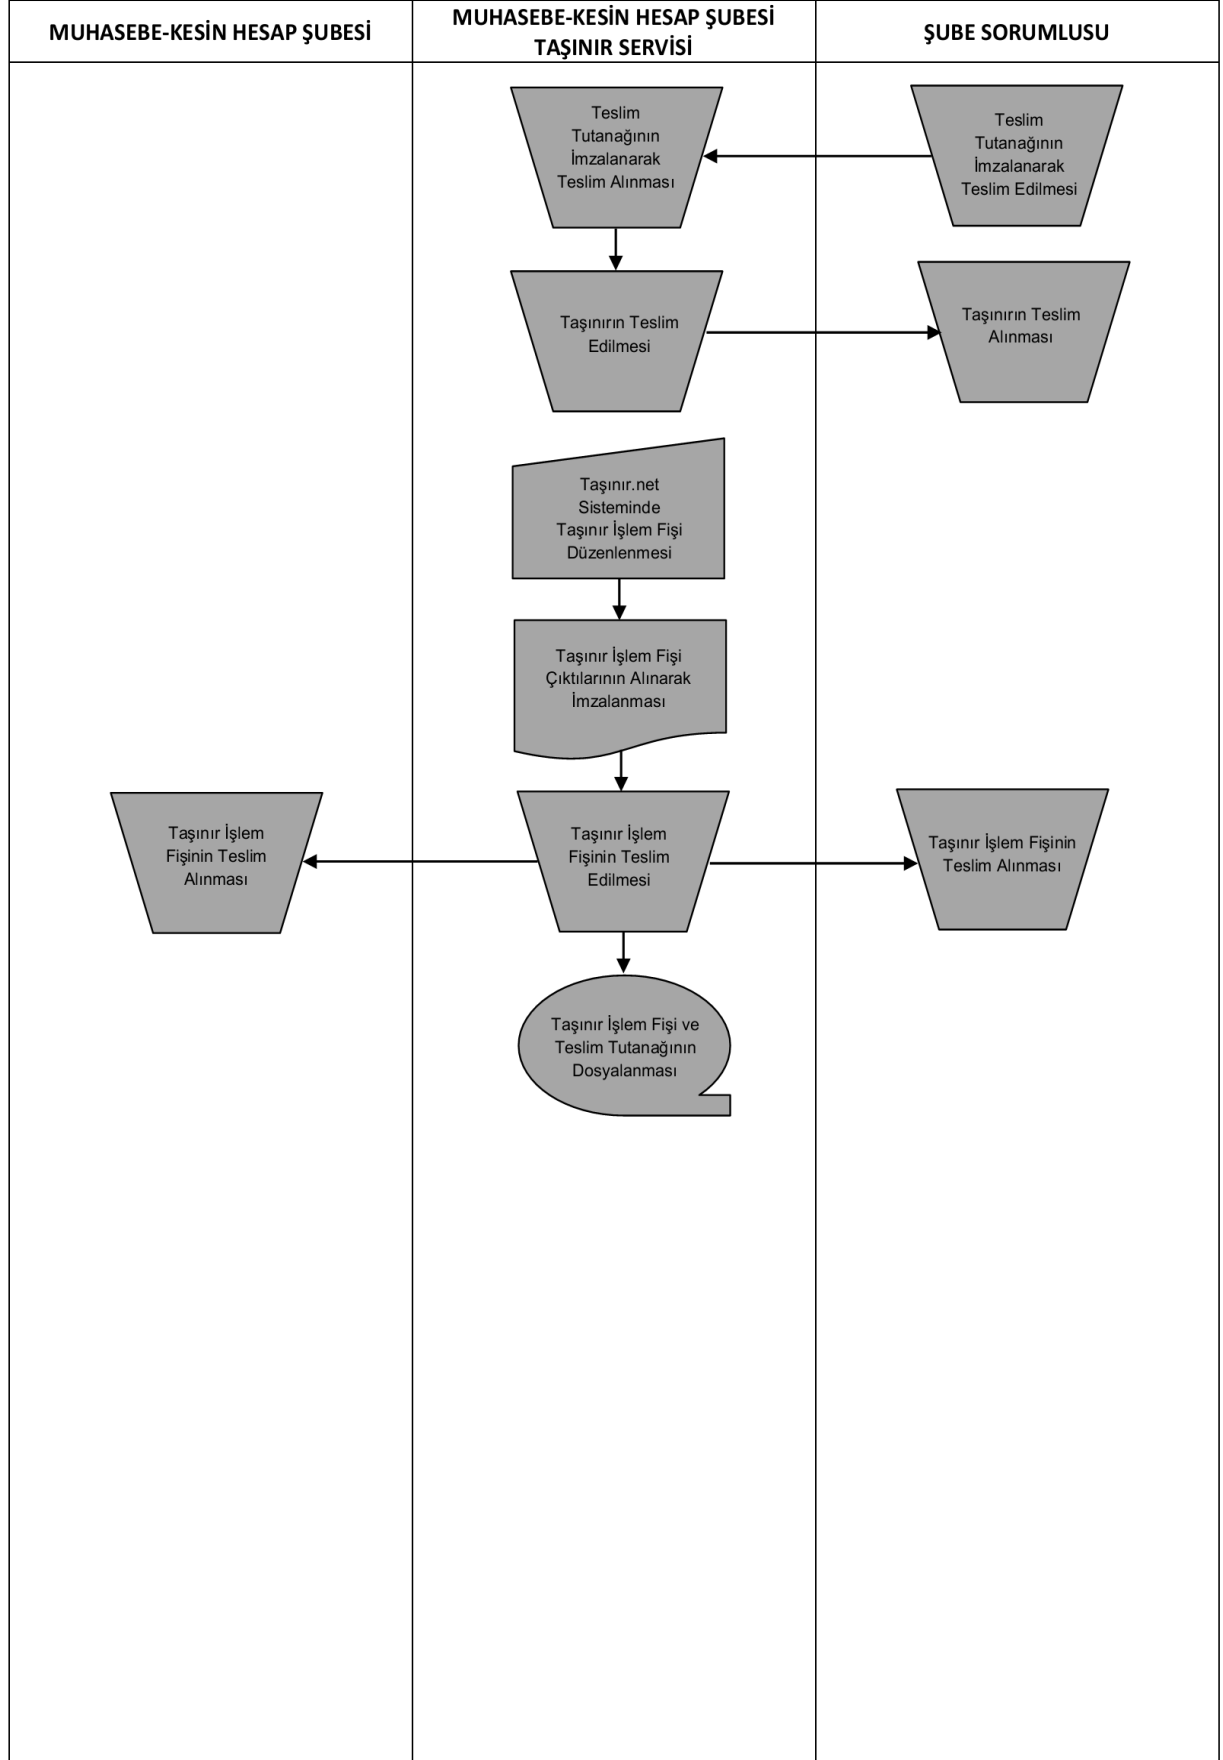 MUHASEBE-KESİN HESAP ŞUBESİ
MUHASEBE-KESİN HESAP ŞUBESİ
TAŞINIR SERVİSİ
ŞUBE SORUMLUSU
Teslim
Tutanağının
İmzalanarak
Teslim Alınması
Teslim
Tutanağının
İmzalanarak
Teslim Edilmesi
Taşınırın Teslim
Edilmesi
Taşınırın Teslim
Alınması
Taşınır.net
Sisteminde
Taşınır İşlem Fişi
Düzenlenmesi
Taşınır İşlem Fişi
Çıktılarının Alınarak
İmzalanması
Taşınır İşlem
Fişinin Teslim
Alınması
Taşınır İşlem
Fişinin Teslim
Edilmesi
Taşınır İşlem Fişinin
Teslim Alınması
Taşınır İşlem Fişi ve
Teslim Tutanağının
Dosyalanması